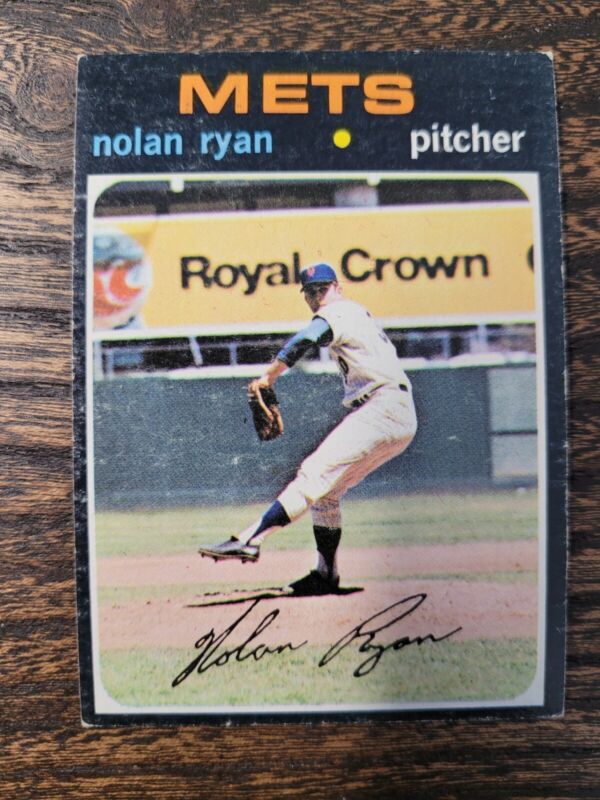 METS
nolan ryan • pitcher
Royal Crown
Nolan Ryan